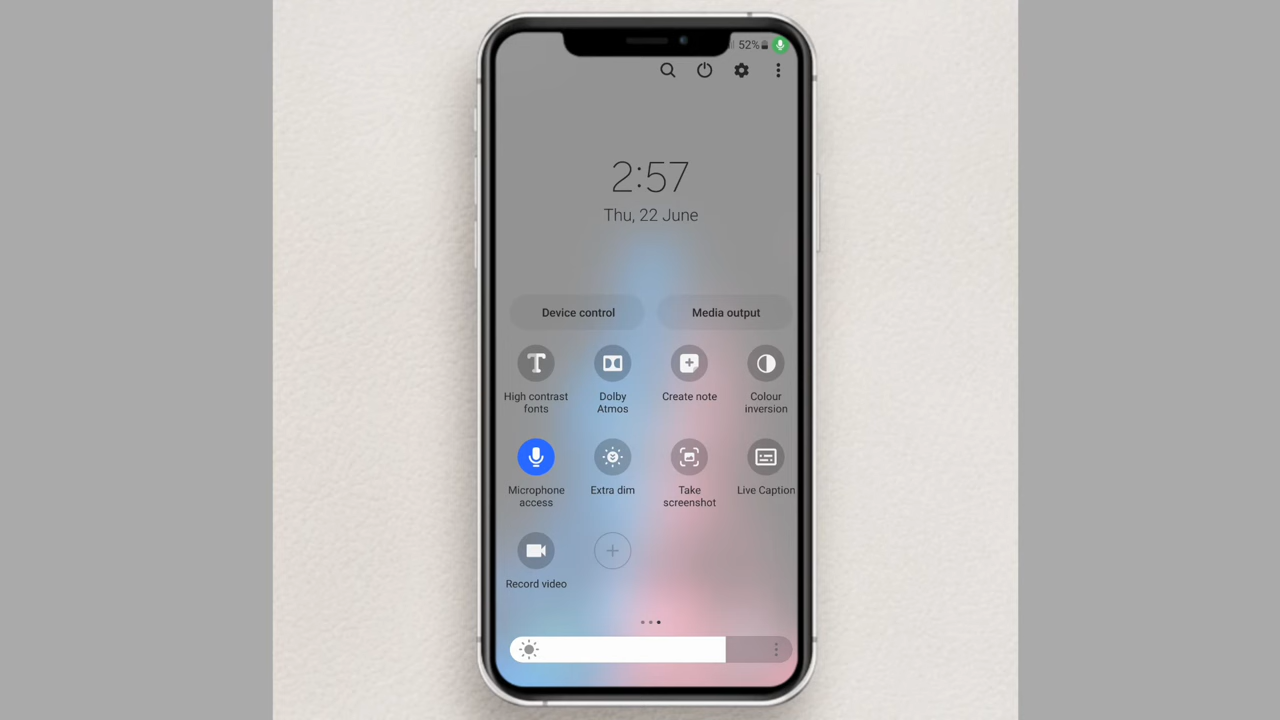 52%
2:57
Thu, 22 June
Device control
Media output
High contrast
fonts
Dolby
Atmos
Create note
Colour
inversion
Microphone
access
Extra dim
Take
screenshot
Live Caption
Record video